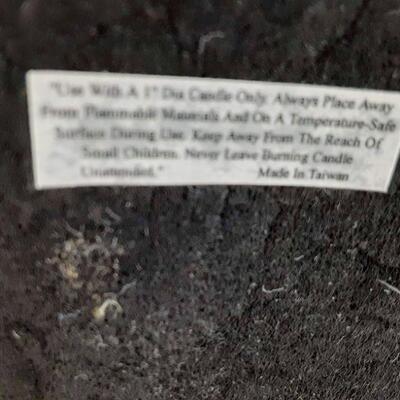 "Use With A 1" Dia Candle Only. Always Place Away
From Flammable Materials And On A Temperature-Safe
Surface During Use. Keep Away From The Reach Of
Small Children. Never Leave Burning Candle
Unattended."  Made In Taiwan